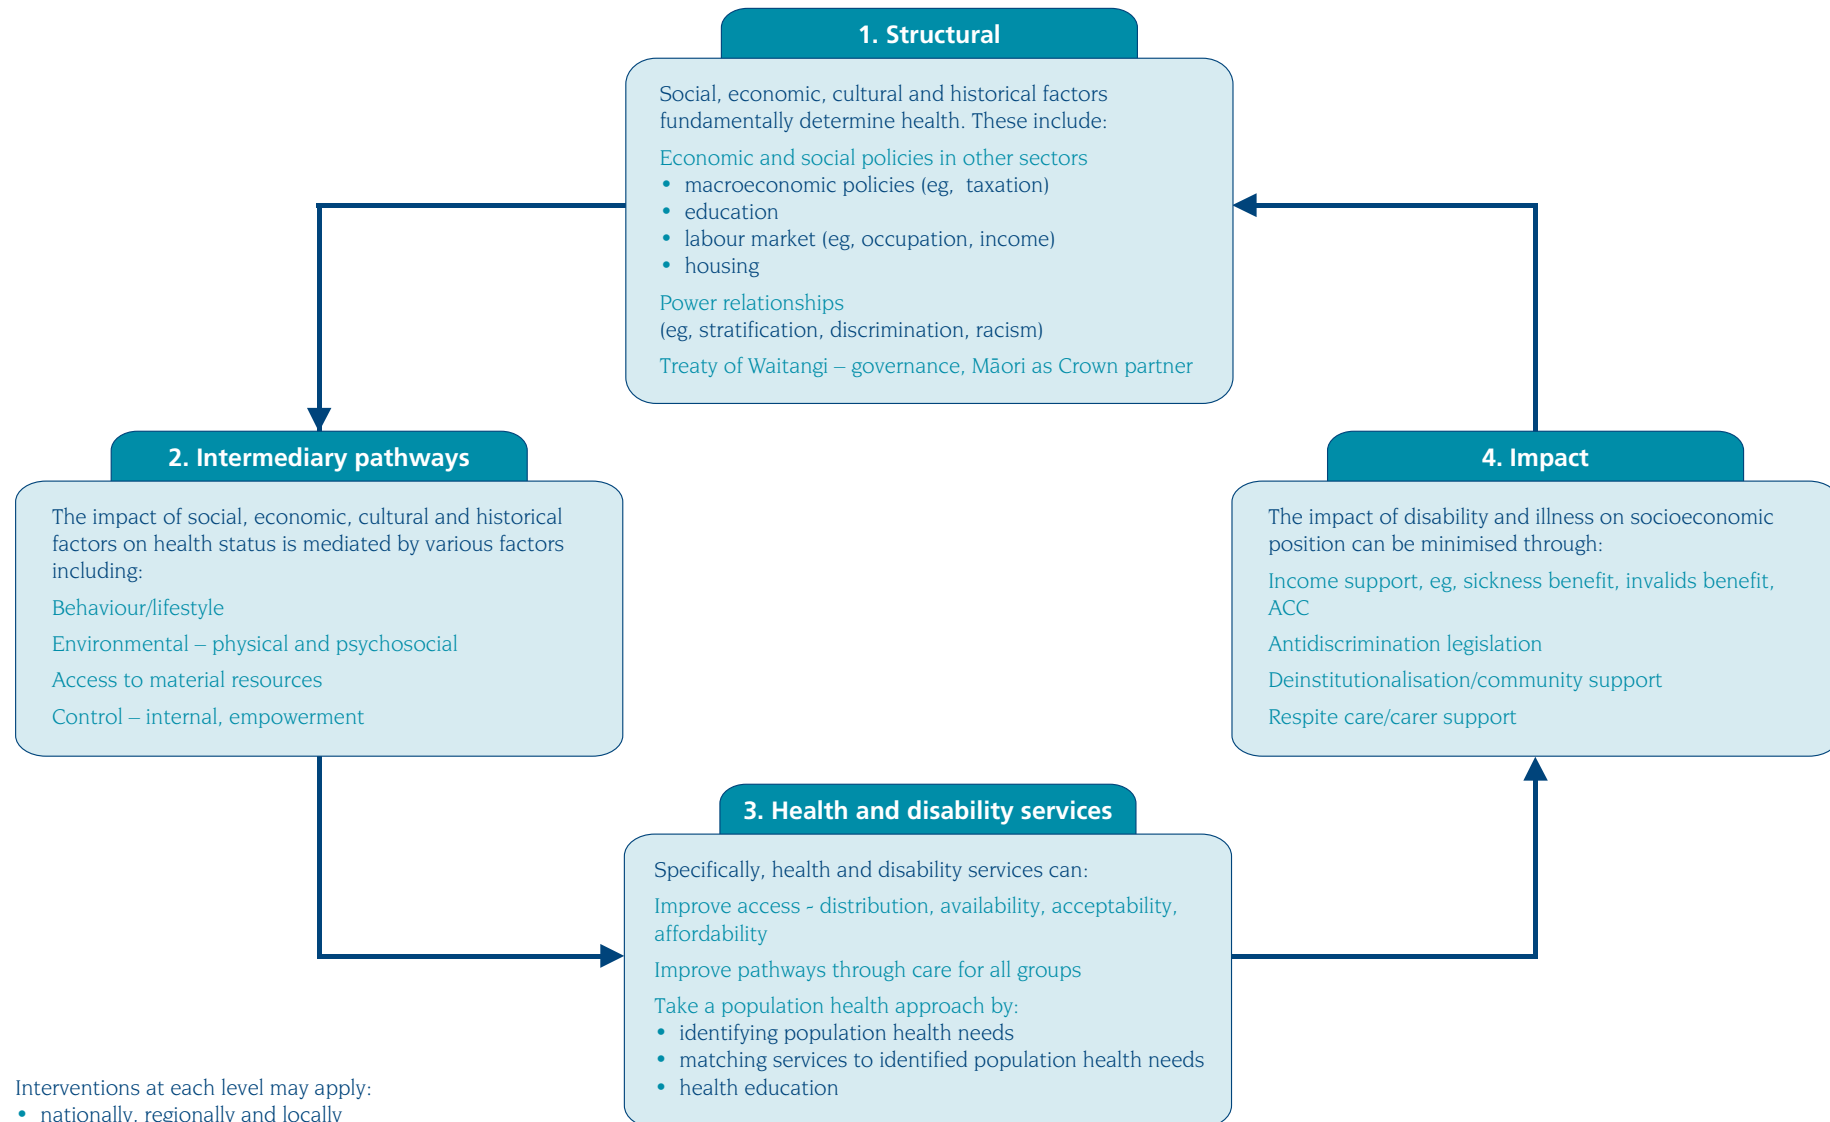 1. Structural
Social, economic, cultural and historical factors
fundamentally determine health. These include:
Economic and social policies in other sectors
• macroeconomic policies (eg, taxation)
• education
• labour market (eg, occupation, income)
• housing
Power relationships
(eg, stratification, discrimination, racism)
Treaty of Waitangi – governance, Māori as Crown partner
2. Intermediary pathways
The impact of social, economic, cultural and historical
factors on health status is mediated by various factors
including:
Behaviour/lifestyle
Environmental – physical and psychosocial
Access to material resources
Control – internal, empowerment
3. Health and disability services
Specifically, health and disability services can:
Improve access - distribution, availability, acceptability,
affordability
Improve pathways through care for all groups
Take a population health approach by:
• identifying population health needs
• matching services to identified population health needs
• health education
4. Impact
The impact of disability and illness on socioeconomic
position can be minimised through:
Income support, eg, sickness benefit, invalids benefit,
ACC
Antidiscrimination legislation
Deinstitutionalisation/community support
Respite care/carer support
Interventions at each level may apply:
• nationally, regionally and locally